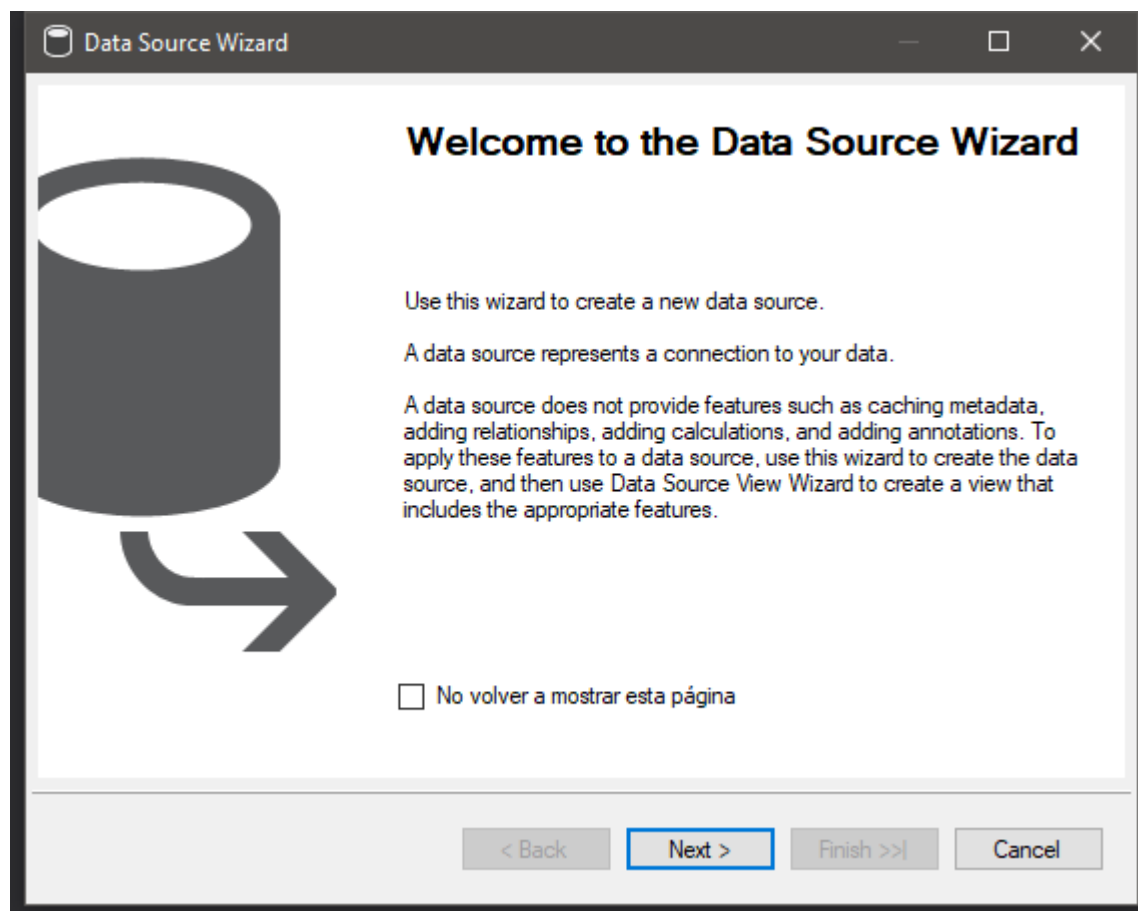 Data Source Wizard
Welcome to the Data Source Wizard
Use this wizard to create a new data source.
A data source represents a connection to your data.
A data source does not provide features such as caching metadata,
adding relationships, adding calculations, and adding annotations. To
apply these features to a data source, use this wizard to create the data
source, and then use Data Source View Wizard to create a view that
includes the appropriate features.
No volver a mostrar esta página
< Back Next > Finish >>| Cancel